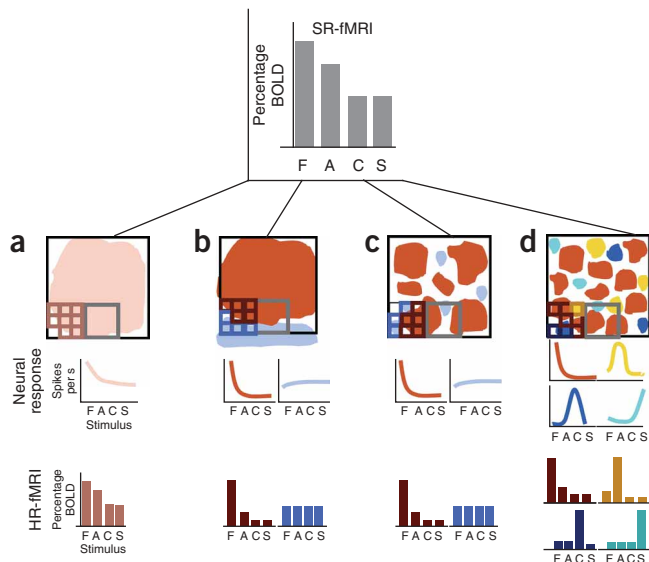 SR-fMRI
Percentage
BOLD
F A C S
a b c d
Neural
response
Spikes
per s
F A C S
Stimulus
F A C S F A C S
F A C S F A C S
F A C S F A C S
HR-fMRI
Percentage
BOLD
F A C S
Stimulus
F A C S F A C S
F A C S F A C S
F A C S F A C S
F A C S F A C S